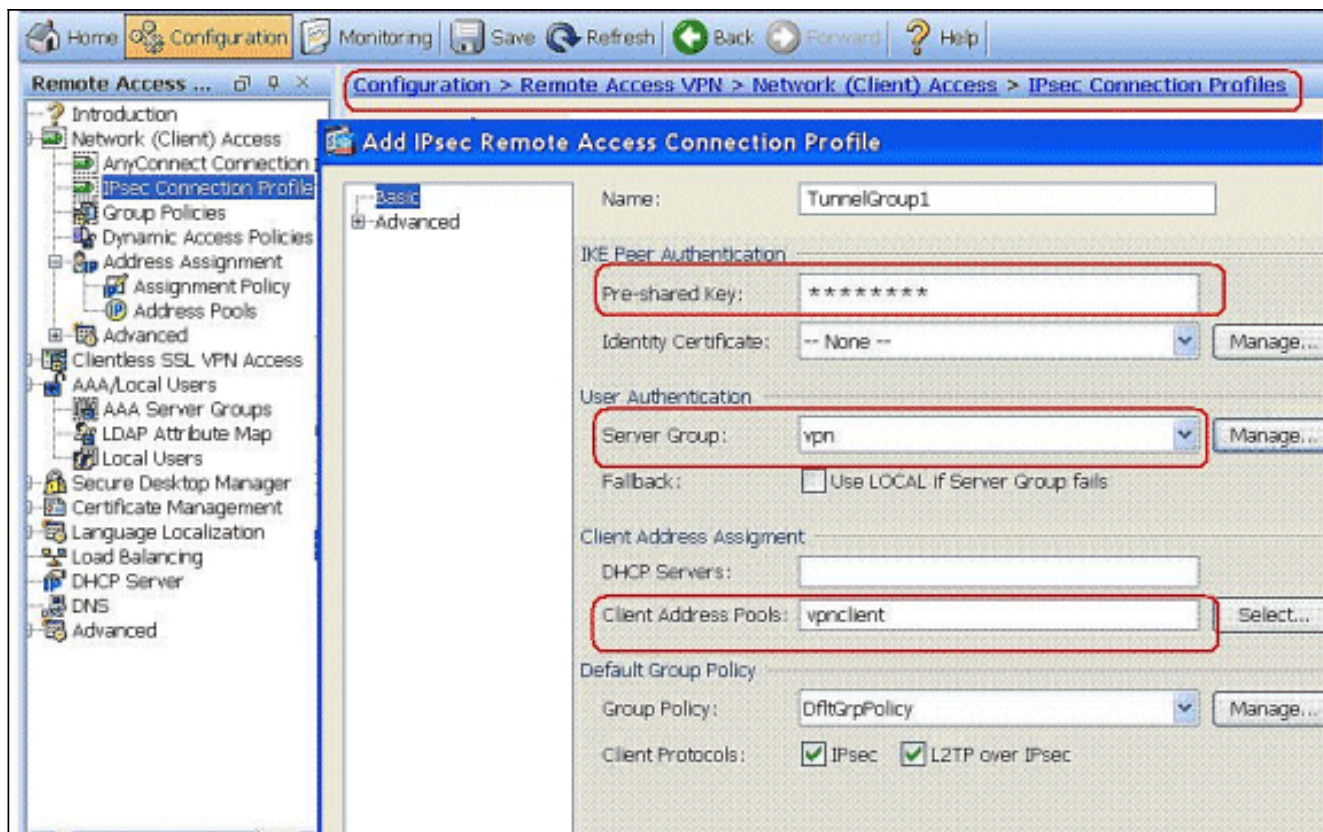 Home Configuration Monitoring Save Refresh Back Forward Help
Remote Access ...
Introduction
Network (Client) Access
AnyConnect Connection
IPsec Connection Profile
Group Policies
Dynamic Access Policies
Address Assignment
Assignment Policy
Address Pools
Advanced
Clientless SSL VPN Access
AAA/Local Users
AAA Server Groups
LDAP Attribute Map
Local Users
Secure Desktop Manager
Certificate Management
Language Localization
Load Balancing
DHCP Server
DNS
Advanced
Configuration > Remote Access VPN > Network (Client) Access > IPsec Connection Profiles
Add IPsec Remote Access Connection Profile
Basic
Advanced
Name: TunnelGroup1
IKE Peer Authentication
Pre-shared Key: ********
Identity Certificate: -- None -- Manage...
User Authentication
Server Group: vpn Manage...
Fallback: Use LOCAL if Server Group fails
Client Address Assigment
DHCP Servers:
Client Address Pools: vpnclient Select...
Default Group Policy
Group Policy: DfltGrpPolicy Manage...
Client Protocols: IPsec L2TP over IPsec